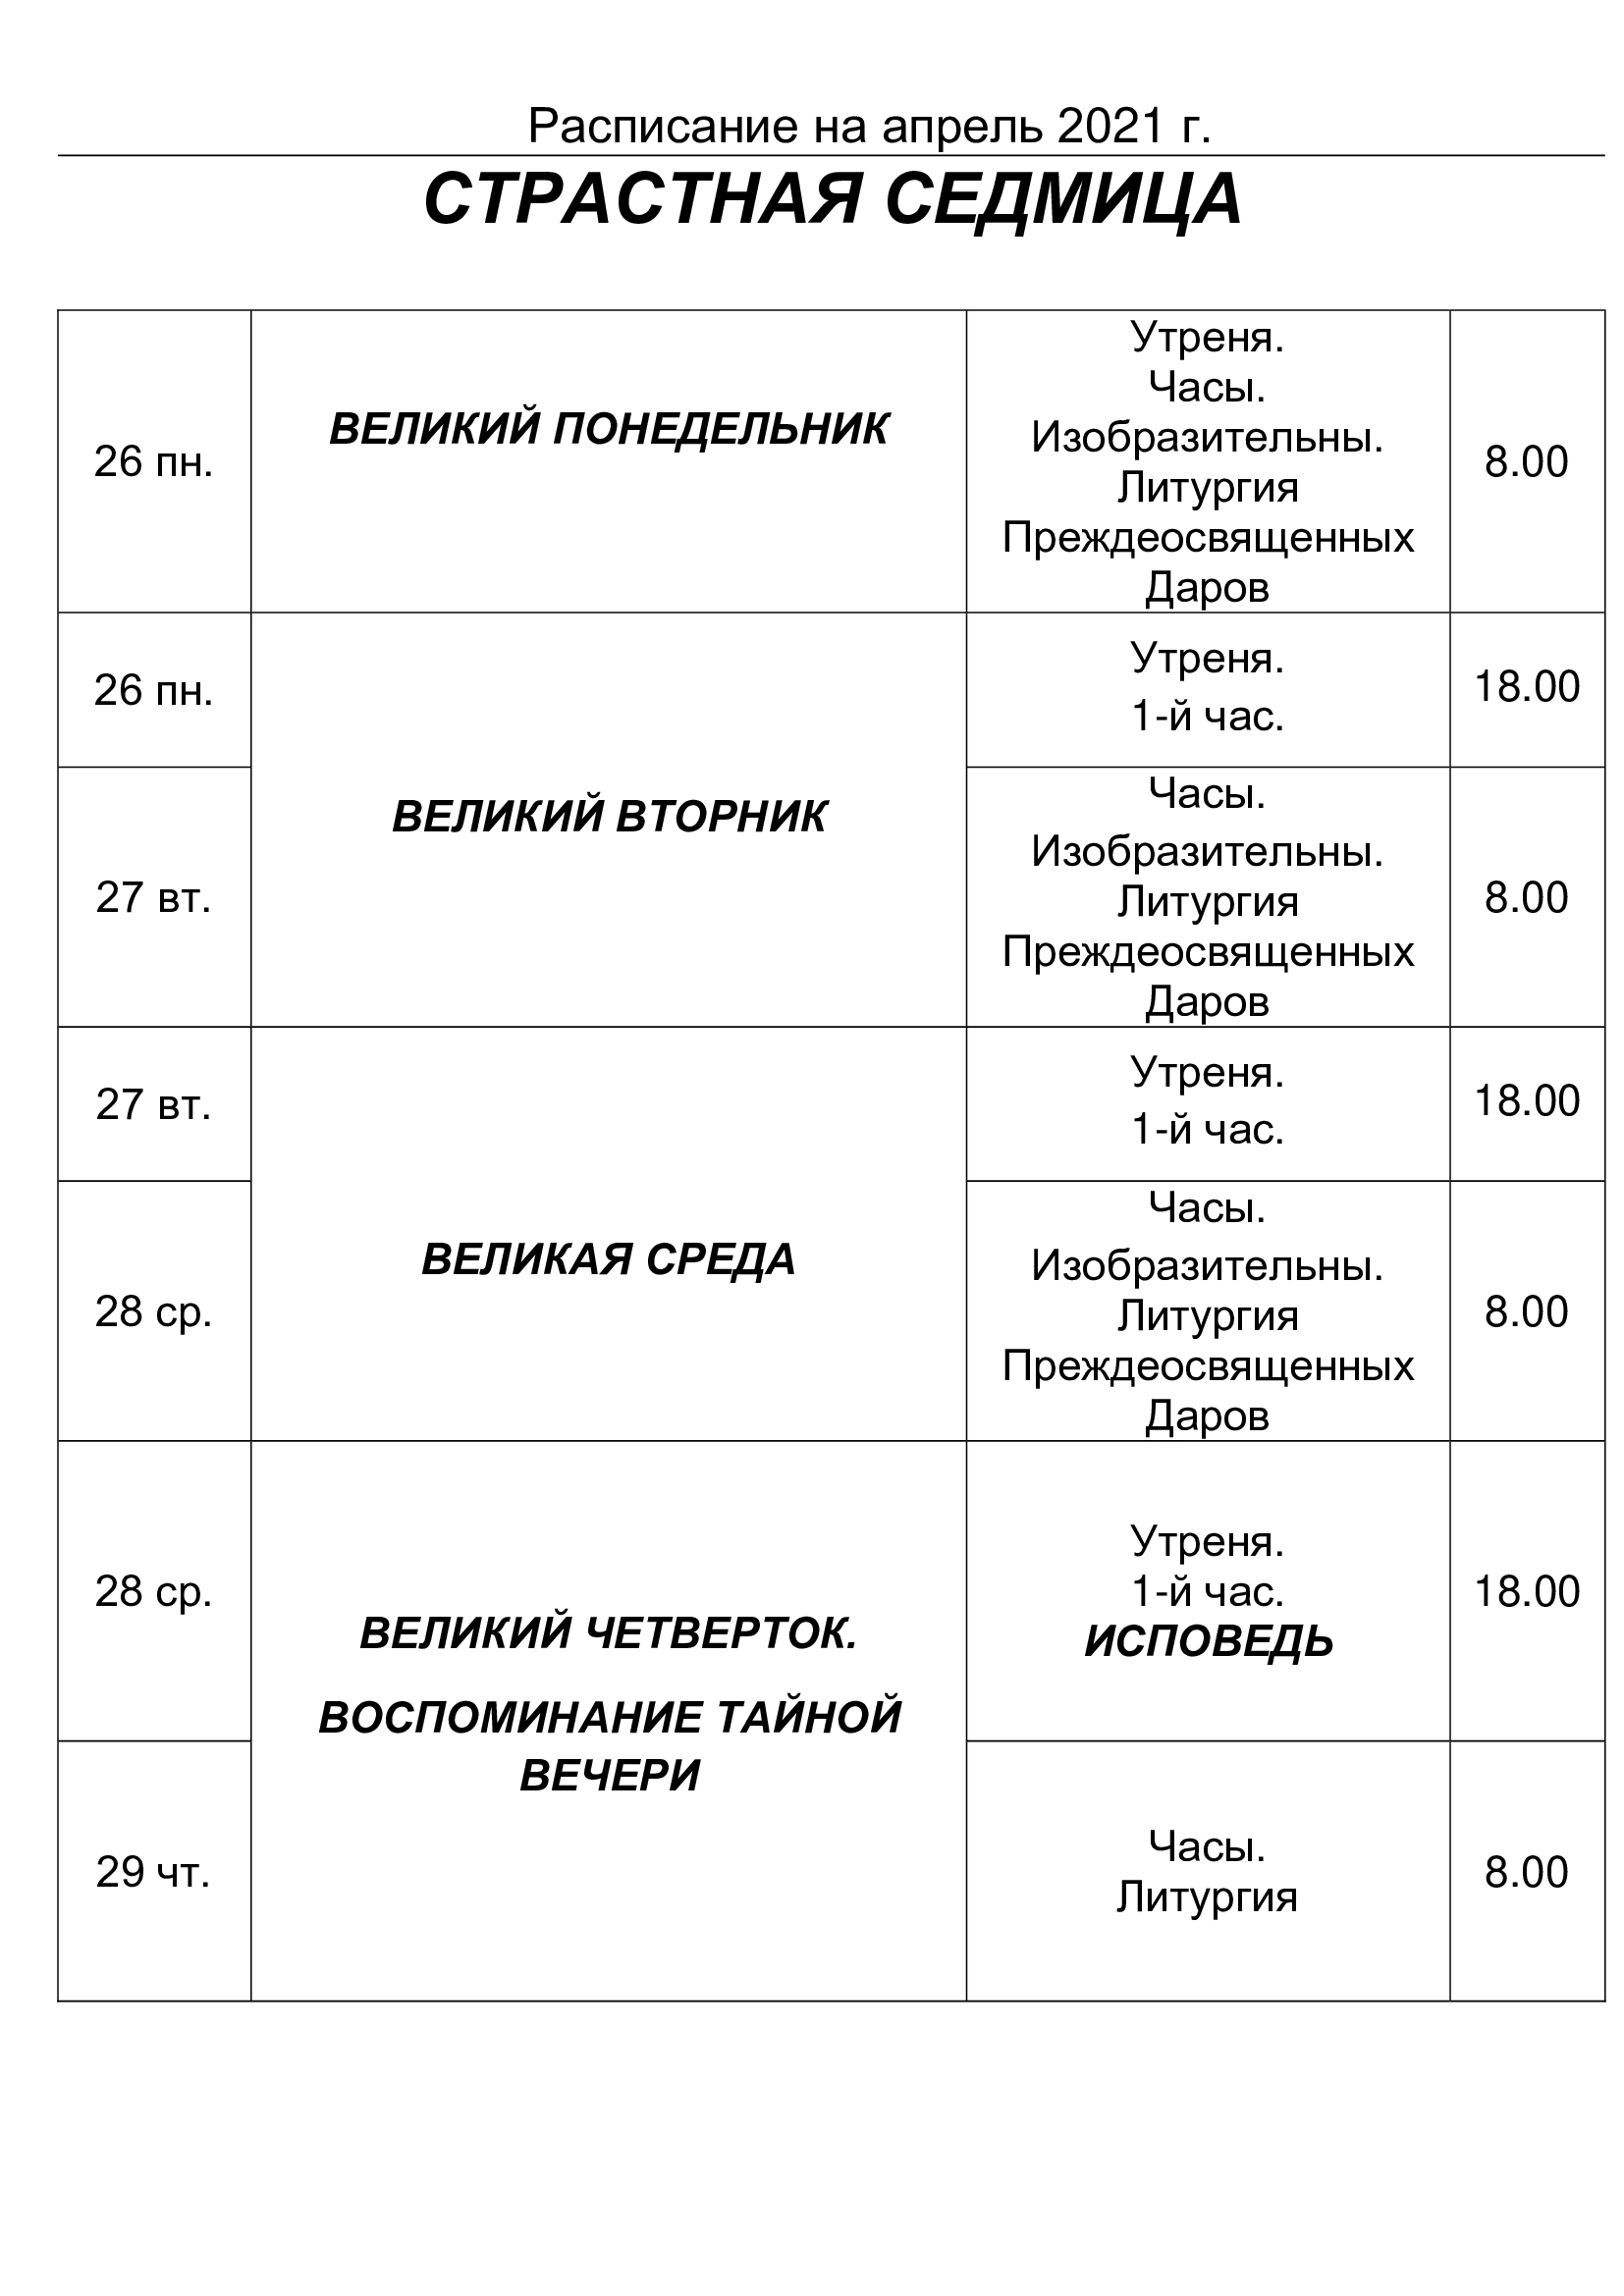 Расписание на апрель 2021 г.
СТРАСТНАЯ СЕДМИЦА
26 пн.
ВЕЛИКИЙ ПОНЕДЕЛЬНИК
Утреня.
Часы.
Изобразительны.
Литургия
Преждеосвященных
Даров
8.00
26 пн.
ВЕЛИКИЙ ВТОРНИК
Утреня.
1-й час.
18.00
27 вт.
Часы.
Изобразительны.
Литургия
Преждеосвященных
Даров
8.00
27 вт.
ВЕЛИКАЯ СРЕДА
Утреня.
1-й час.
18.00
28 ср.
Часы.
Изобразительны.
Литургия
Преждеосвященных
Даров
8.00
28 ср.
ВЕЛИКИЙ ЧЕТВЕРТОК.
ВОСПОМИНАНИЕ ТАЙНОЙ
ВЕЧЕРИ
Утреня.
1-й час.
ИСПОВЕДЬ
18.00
29 чт.
Часы.
Литургия
8.00